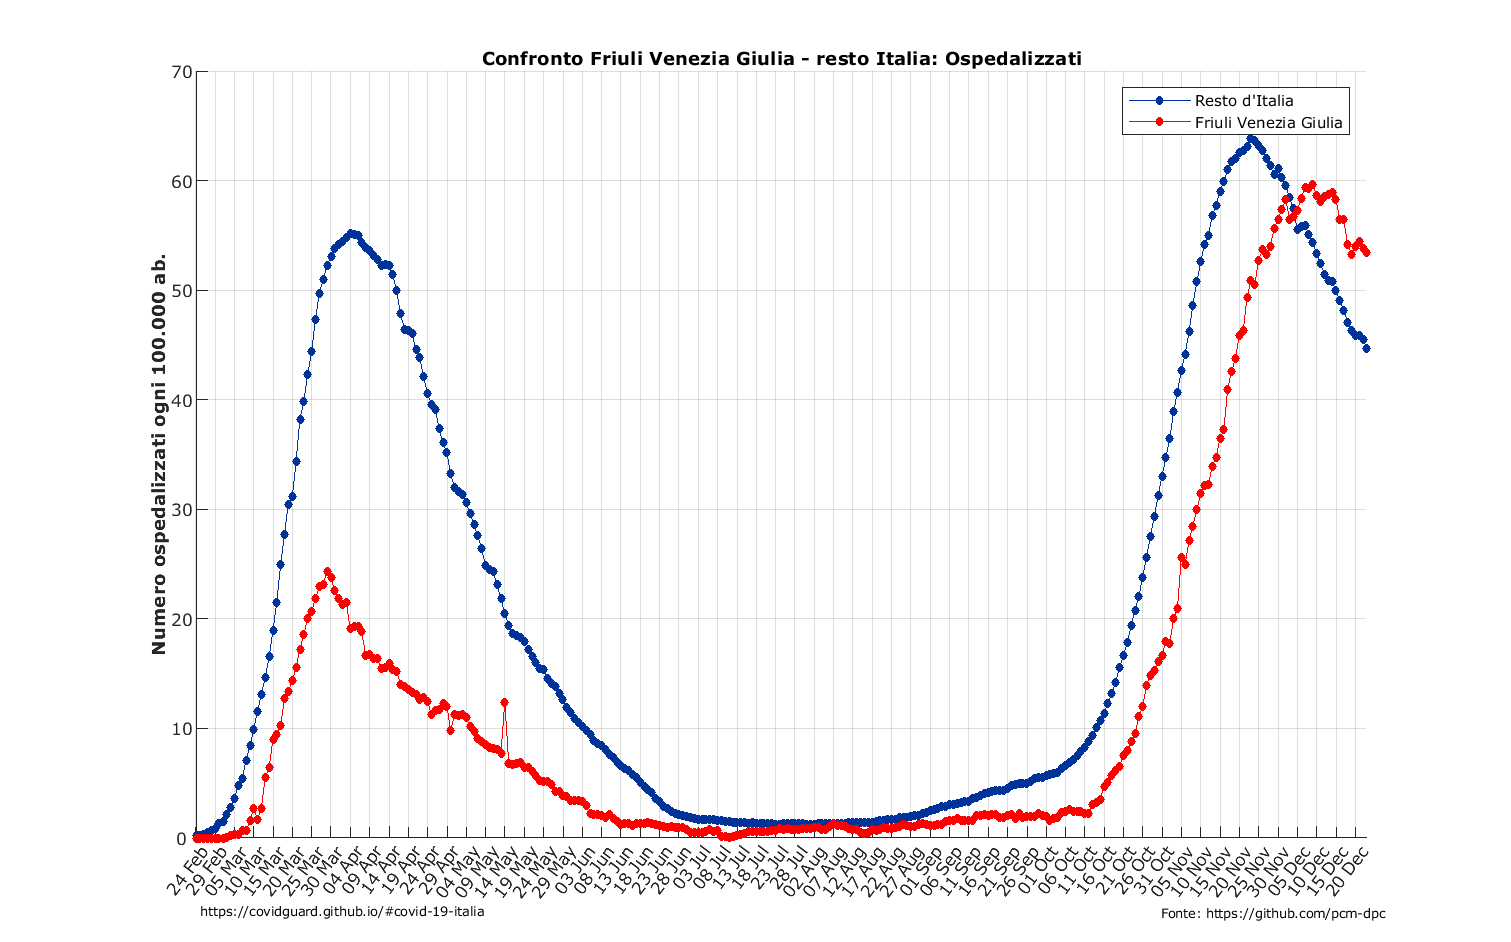 Confronto Friuli Venezia Giulia - resto Italia: Ospedalizzati
Resto d'Italia
Friuli Venezia Giulia
Numero ospedalizzati ogni 100.000 ab.
70
60
50
40
30
20
10
0
24 Feb
29 Feb
05 Mar
10 Mar
15 Mar
20 Mar
25 Mar
30 Mar
04 Apr
09 Apr
14 Apr
19 Apr
24 Apr
29 Apr
04 May
09 May
14 May
19 May
24 May
29 May
03 Jun
08 Jun
13 Jun
18 Jun
23 Jun
28 Jun
03 Jul
08 Jul
13 Jul
18 Jul
23 Jul
28 Jul
02 Aug
07 Aug
12 Aug
17 Aug
22 Aug
27 Aug
01 Sep
06 Sep
11 Sep
16 Sep
21 Sep
26 Sep
01 Oct
06 Oct
11 Oct
16 Oct
21 Oct
26 Oct
31 Oct
05 Nov
10 Nov
15 Nov
20 Nov
25 Nov
30 Nov
05 Dec
10 Dec
15 Dec
20 Dec
https://covidguard.github.io/#covid-19-italia
Fonte: https://github.com/pcm-dpc